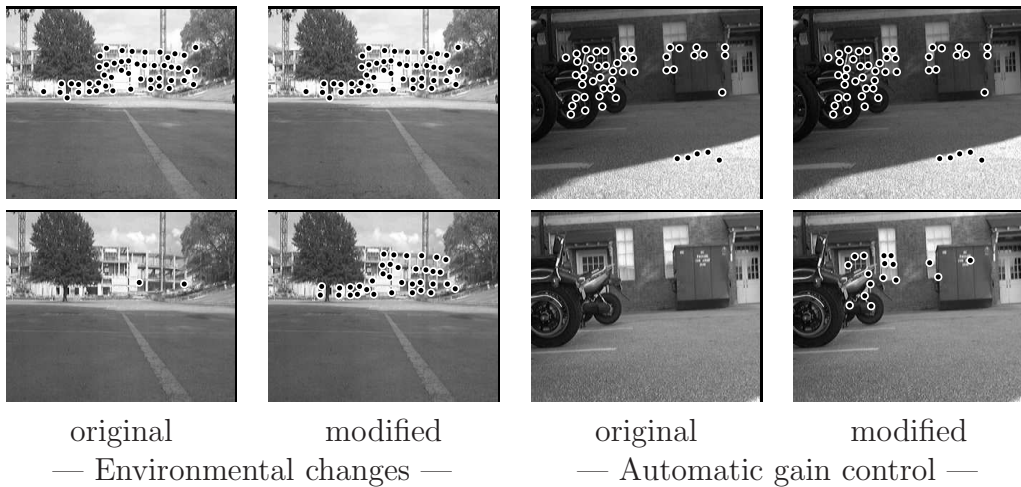 original modified original modified
— Environmental changes — — Automatic gain control —